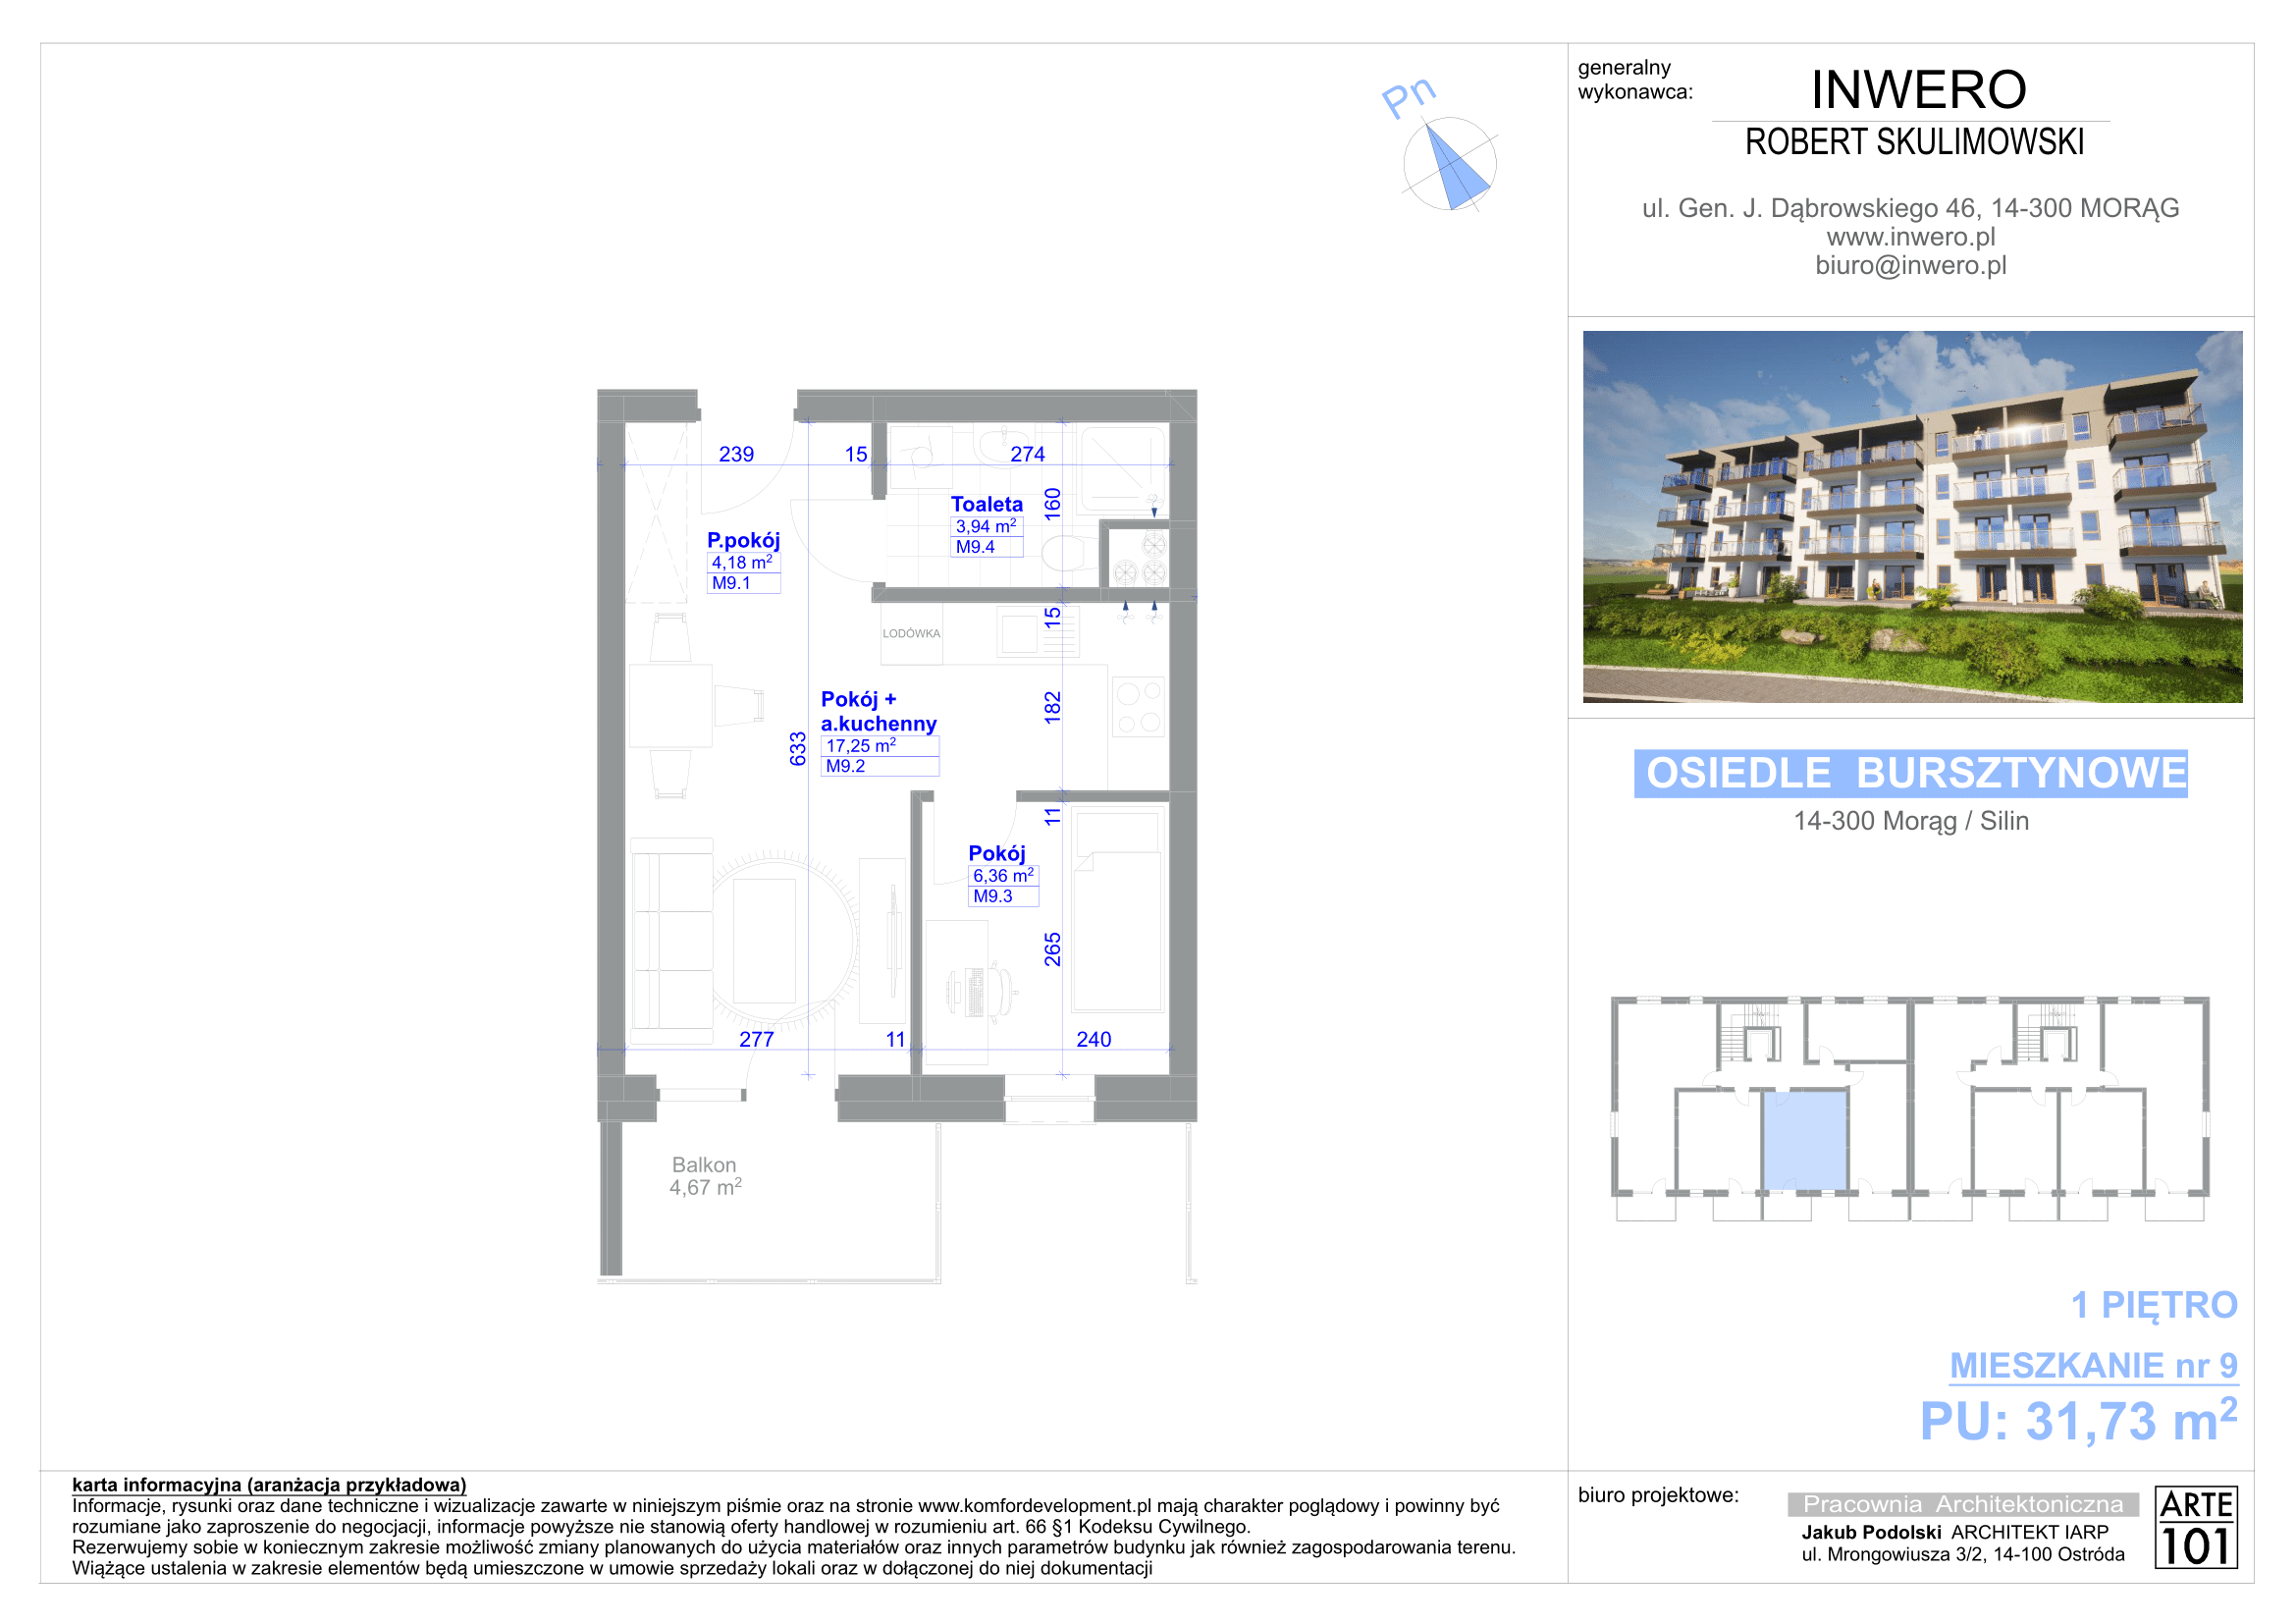 Pn
generalny
wykonawca:
INWERO
ROBERT SKULIMOWSKI
ul. Gen. J. Dąbrowskiego 46, 14-300 MORĄG
www.inwero.pl
biuro@inwero.pl
239
15
274
160
Toaleta
3,94 m²
M9.4
P.pokój
4,18 m²
M9.1
15
LODÓWKA
182
Pokój +
a.kuchenny
17,25 m²
M9.2
633
11
Pokój
6,36 m²
M9.3
265
277
11
240
Balkon
4,67 m²
OSIEDLE BURSZTYNOWE
14-300 Morąg / Silin
1 PIĘTRO
MIESZKANIE nr 9
PU: 31,73 m²
karta informacyjna (aranżacja przykładowa)
Informacje, rysunki oraz dane techniczne i wizualizacje zawarte w niniejszym piśmie oraz na stronie www.komfordevelopment.pl mają charakter poglądowy i powinny być
rozumiane jako zaproszenie do negocjacji, informacje powyższe nie stanowią oferty handlowej w rozumieniu art. 66 §1 Kodeksu Cywilnego.
Rezerwujemy sobie w koniecznym zakresie możliwość zmiany planowanych do użycia materiałów oraz innych parametrów budynku jak również zagospodarowania terenu.
Wiążące ustalenia w zakresie elementów będą umieszczone w umowie sprzedaży lokali oraz w dołączonej do niej dokumentacji
biuro projektowe:
Pracownia Architektoniczna
Jakub Podolski ARCHITEKT IARP
ul. Mrongowiusza 3/2, 14-100 Ostróda
ARTE
101